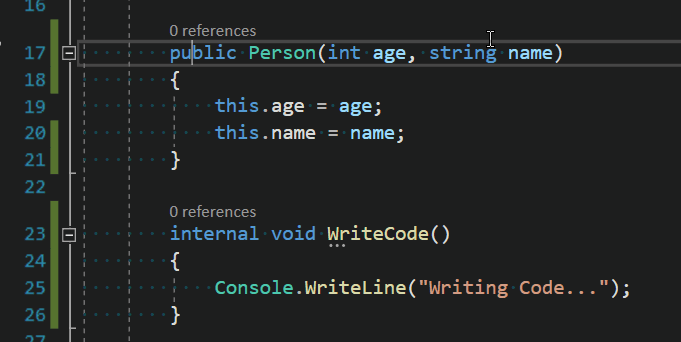 16
0 references
17 public Person(int age, string name)
18 {
19 this.age = age;
20 this.name = name;
21 }
22
0 references
23 internal void WriteCode()
24 {
25 Console.WriteLine("Writing Code...");
26 }
27